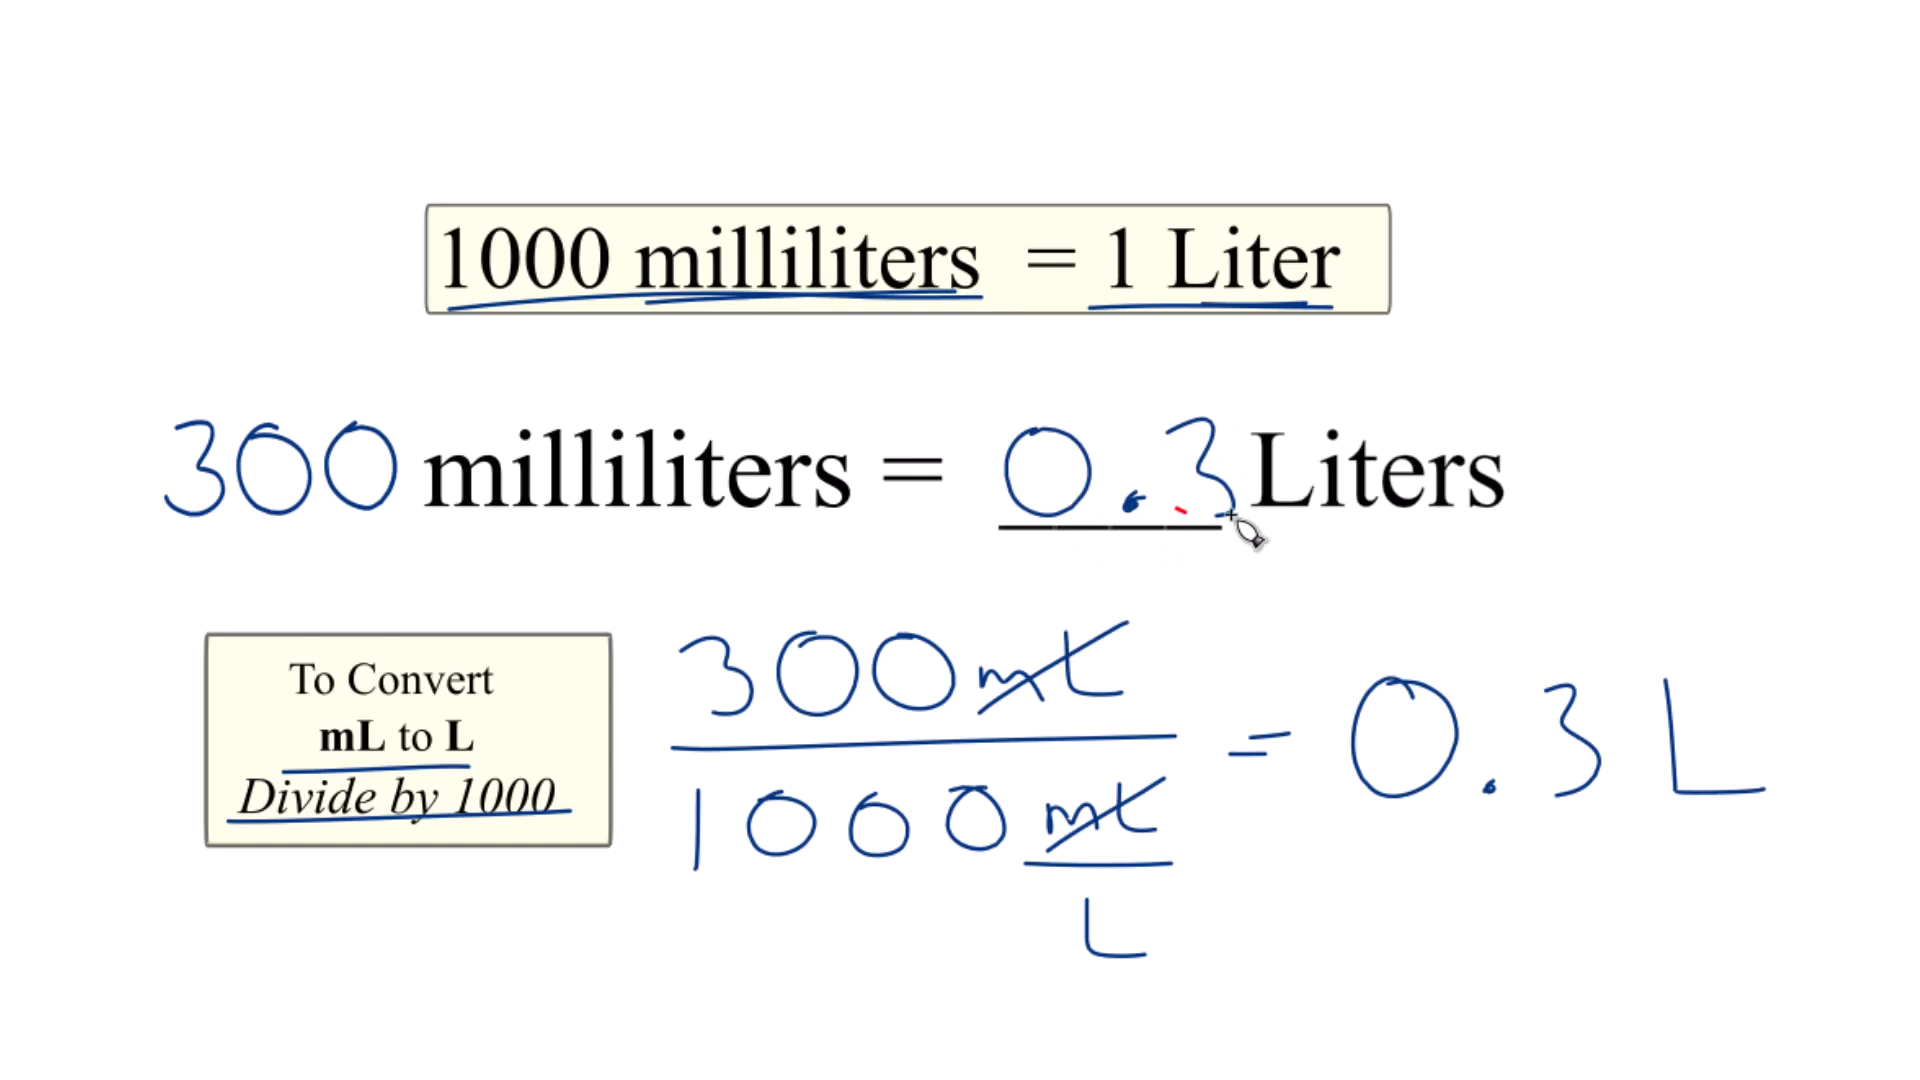 1000 milliliters = 1 Liter
300 milliliters = 0.3 Liters
To Convert
mL to L
Divide by 1000
300 mL
= 0.3 L
1000 mL
L